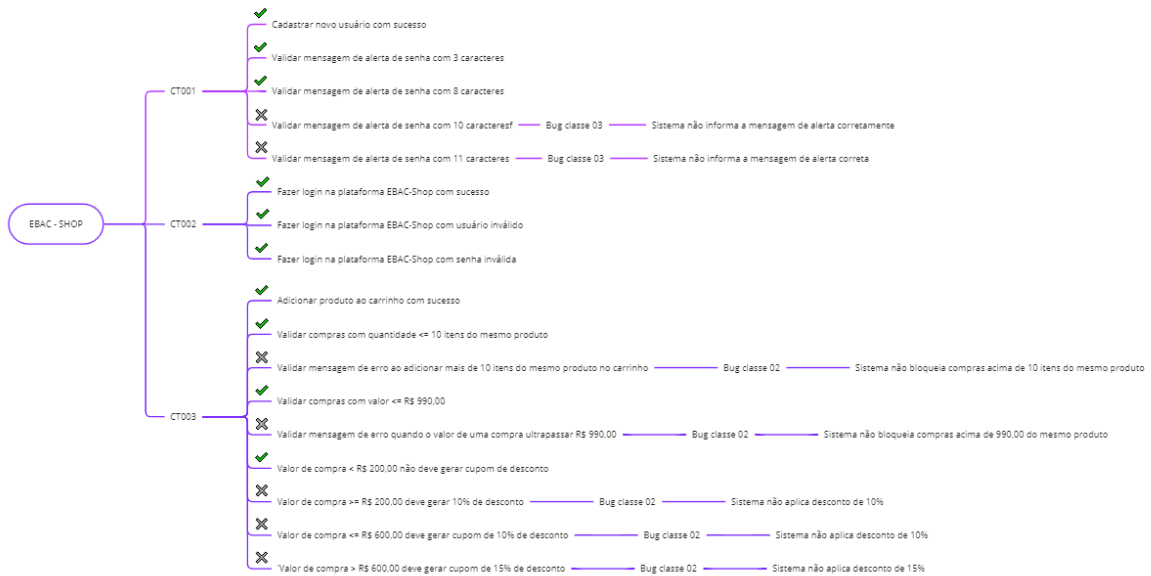 Cadastrar novo usuário com sucesso
Validar mensagem de alerta de senha com 3 caracteres
CT001
Validar mensagem de alerta de senha com 8 caracteres
Validar mensagem de alerta de senha com 10 caracteresf Bug classe 03 Sistema não informa a mensagem de alerta corretamente
Validar mensagem de alerta de senha com 11 caracteres Bug classe 03 Sistema não informa a mensagem de alerta correta
Fazer login na plataforma EBAC-Shop com sucesso
EBAC - SHOP CT002 Fazer login na plataforma EBAC-Shop com usuário inválido
Fazer login na plataforma EBAC-Shop com senha inválida
Adicionar produto ao carrinho com sucesso
Validar compras com quantidade <= 10 itens do mesmo produto
Validar mensagem de erro ao adicionar mais de 10 itens do mesmo produto no carrinho Bug classe 02 Sistema não bloqueia compras acima de 10 itens do mesmo produto
Validar compras com valor <= R$ 990,00
CT003
Validar mensagem de erro quando o valor de uma compra ultrapassar R$ 990,00 Bug classe 02 Sistema não bloqueia compras acima de 990,00 do mesmo produto
Valor de compra < R$ 200,00 não deve gerar cupom de desconto
Valor de compra >= R$ 200,00 deve gerar 10% de desconto Bug classe 02 Sistema não aplica desconto de 10%
Valor de compra <= R$ 600,00 deve gerar cupom de 10% de desconto Bug classe 02 Sistema não aplica desconto de 10%
'Valor de compra > R$ 600,00 deve gerar cupom de 15% de desconto Bug classe 02 Sistema não aplica desconto de 15%